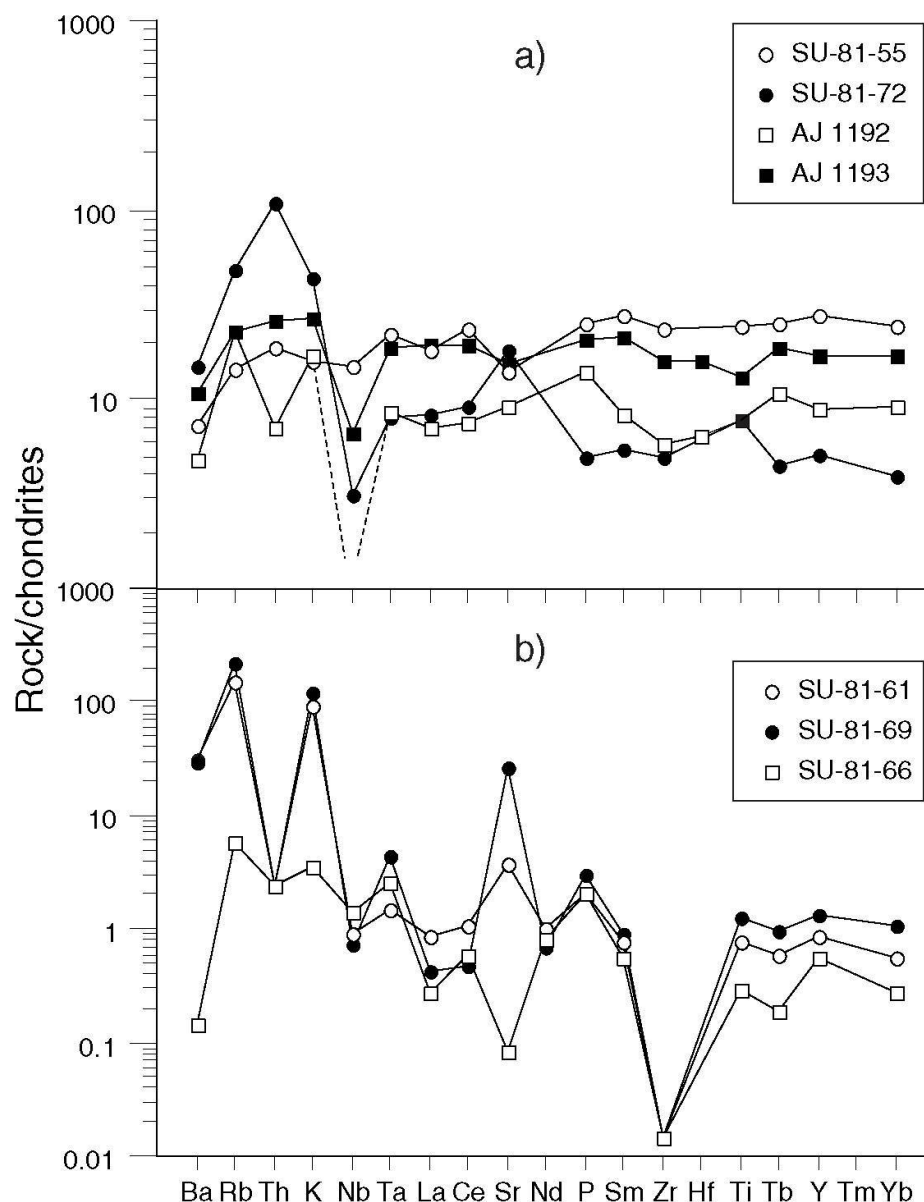 1000
a)
SU-81-55
SU-81-72
AJ 1192
AJ 1193
100
10
Rock/chondrites
1000
b)
SU-81-61
SU-81-69
SU-81-66
100
10
1
0.1
0.01
Ba Rb Th K Nb Ta La Ce Sr Nd P Sm Zr Hf Ti Tb Y Tm Yb